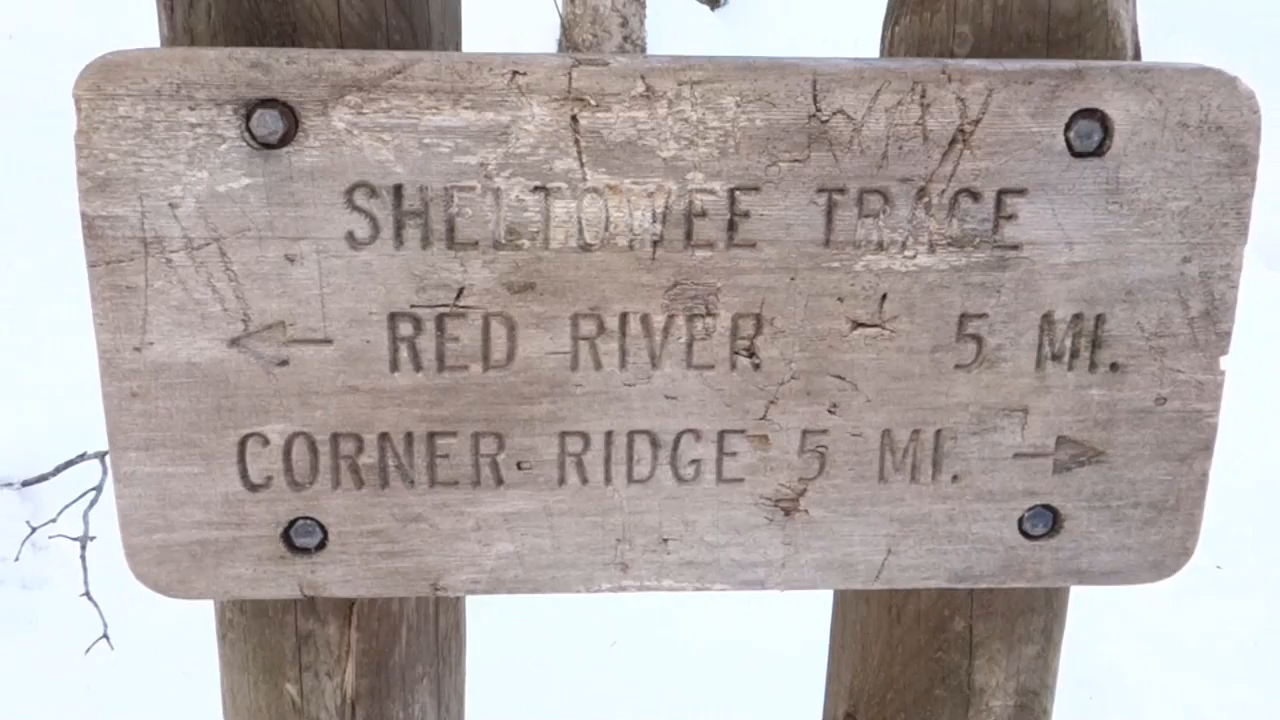 SHELTOWEE TRACE
← RED RIVER 5 MI.
CORNER RIDGE 5 MI. →